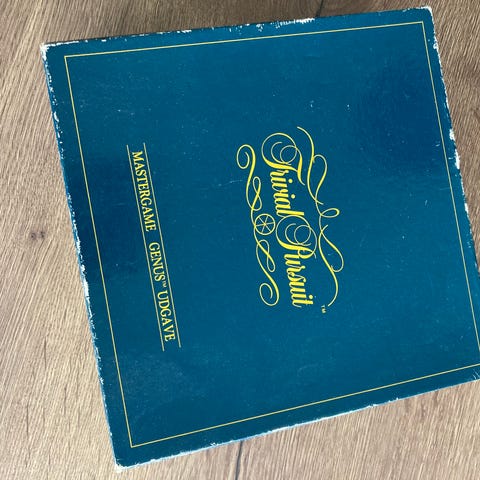 Trivial Pursuit™
MASTERGAME GENUS™ UDGAVE